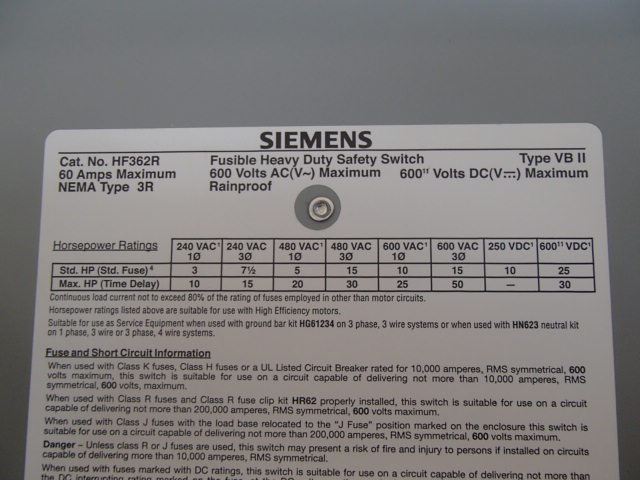 SIEMENS
Cat. No. HF362R Fusible Heavy Duty Safety Switch Type VB II
60 Amps Maximum 600 Volts AC(V~) Maximum 600¹¹ Volts DC(V⎓) Maximum
NEMA Type 3R Rainproof
Horsepower Ratings 240 VAC¹ 1Ø 240 VAC 3Ø 480 VAC¹ 1Ø 480 VAC 3Ø 600 VAC¹ 1Ø 600 VAC 3Ø 250 VDC¹ 600¹¹ VDC¹
Std. HP (Std. Fuse)⁴ 3 7½ 5 15 10 15 10 25
Max. HP (Time Delay) 10 15 20 30 25 50 — 30
Continuous load current not to exceed 80% of the rating of fuses employed in other than motor circuits.
Horsepower ratings listed above are suitable for use with High Efficiency motors.
Suitable for use as Service Equipment when used with ground bar kit HG61234 on 3 phase, 3 wire systems or when used with HN623 neutral kit
on 1 phase, 3 wire or 3 phase, 4 wire systems.
Fuse and Short Circuit Information
When used with Class K fuses, Class H fuses or a UL Listed Circuit Breaker rated for 10,000 amperes, RMS symmetrical, 600
volts maximum, this switch is suitable for use on a circuit capable of delivering not more than 10,000 amperes, RMS
symmetrical, 600 volts, maximum.
When used with Class R fuses and Class R fuse clip kit HR62 properly installed, this switch is suitable for use on a circuit
capable of delivering not more than 200,000 amperes, RMS symmetrical, 600 volts maximum.
When used with Class J fuses with the load base relocated to the "J Fuse" position marked on the enclosure this switch is
suitable for use on a circuit capable of delivering not more than 200,000 amperes, RMS symmetrical, 600 volts maximum.
Danger - Unless class R or J fuses are used, this switch may present a risk of fire and injury to persons if installed on circuits
capable of delivering more than 10,000 amperes, RMS symmetrical.
When used with fuses marked with DC ratings, this switch is suitable for use on a circuit capable of delivering not more than
the DC interrupting rating marked on the fuse